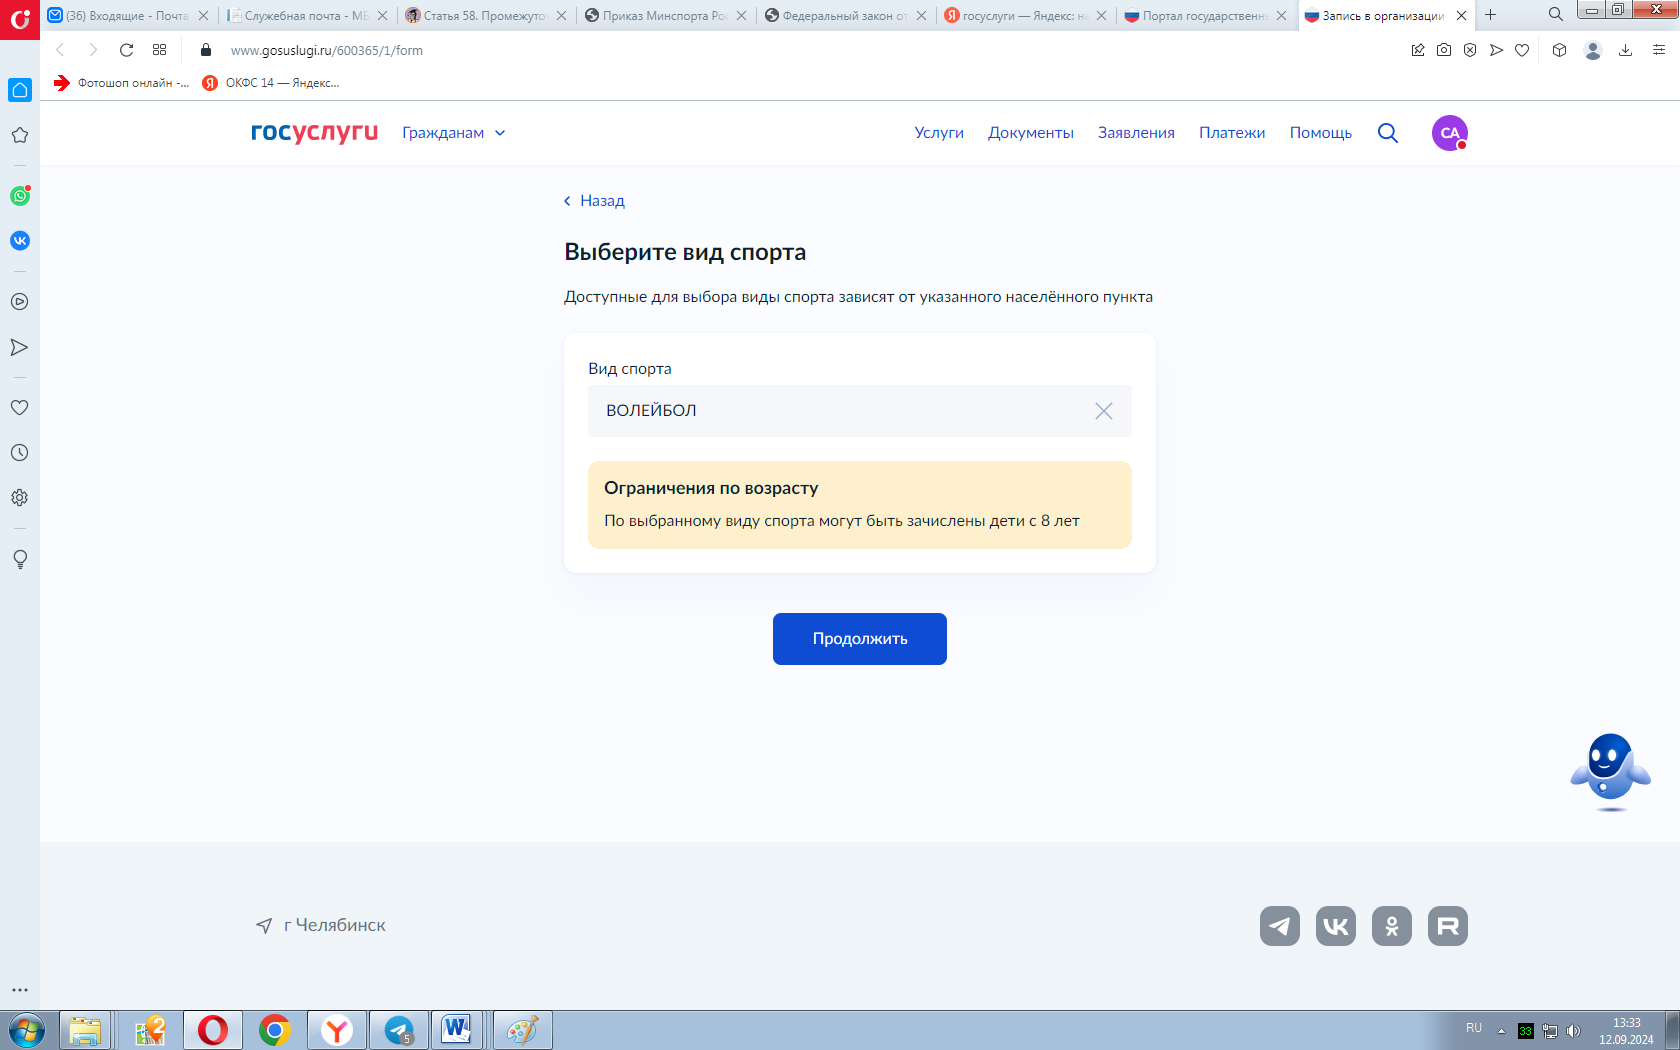 (36) Входящие - Почта
Служебная почта - МБ
Статья 58. Промежуто
Приказ Минспорта Ро
Федеральный закон от
госуслуги — Яндекс: на
Портал государственн
Запись в организации
www.gosuslugi.ru/600365/1/form
Фотошоп онлайн -...
ОКФС 14 — Яндекс...
госуслуги
Гражданам
Услуги
Документы
Заявления
Платежи
Помощь
СА
Назад
Выберите вид спорта
Доступные для выбора виды спорта зависят от указанного населённого пункта
Вид спорта
ВОЛЕЙБОЛ
Ограничения по возрасту
По выбранному виду спорта могут быть зачислены дети с 8 лет
Продолжить
г Челябинск
RU
33
13:33
12.09.2024